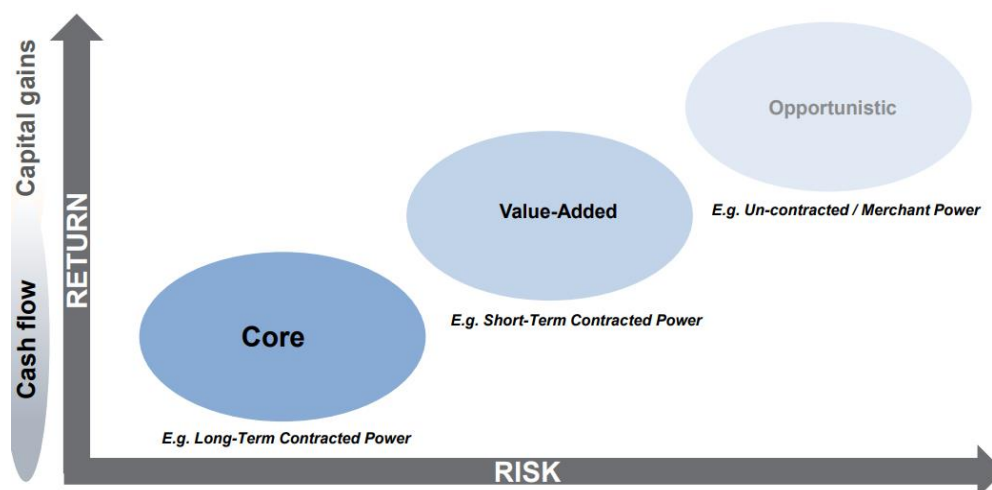 Capital gains
Cash flow
RETURN
Opportunistic
E.g. Un-contracted / Merchant Power
Value-Added
E.g. Short-Term Contracted Power
Core
E.g. Long-Term Contracted Power
RISK